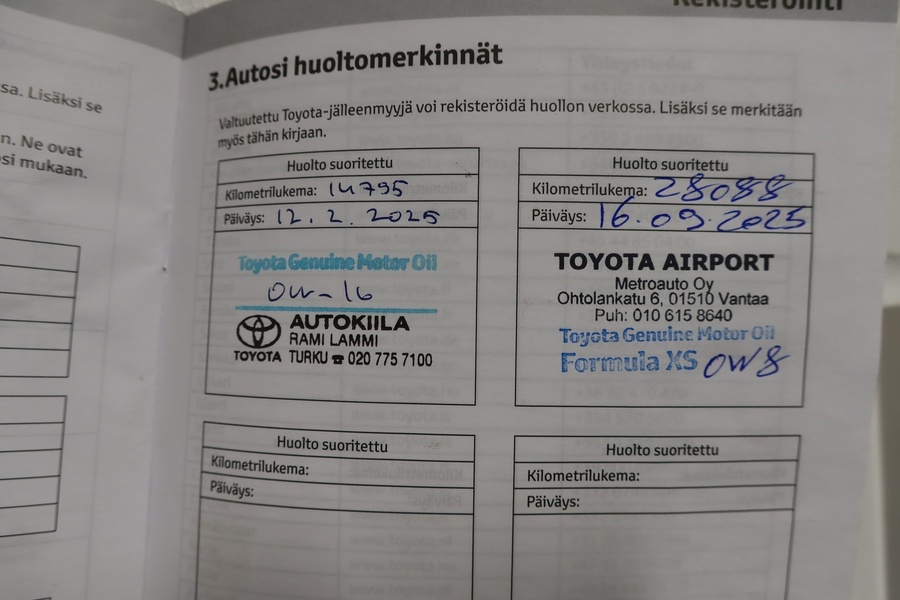 Rekisteröinti
ssa. Lisäksi se
n. Ne ovat
si mukaan.
3.Autosi huoltomerkinnät
Valtuutettu Toyota-jälleenmyyjä voi rekisteröidä huollon verkossa. Lisäksi se merkitään
myös tähän kirjaan.
Huolto suoritettu
Kilometrilukema: 14795
Päiväys: 12.2.2025
Toyota Genuine Motor Oil
0W-16
AUTOKIILA
RAMI LAMMI
TOYOTA TURKU ☎ 020 775 7100
Huolto suoritettu
Kilometrilukema: 28088
Päiväys: 16.09.2025
TOYOTA AIRPORT
Metroauto Oy
Ohtolankatu 6, 01510 Vantaa
Puh: 010 615 8640
Toyota Genuine Motor Oil
Formula XS 0W8
Huolto suoritettu
Kilometrilukema:
Päiväys:
Huolto suoritettu
Kilometrilukema:
Päiväys: